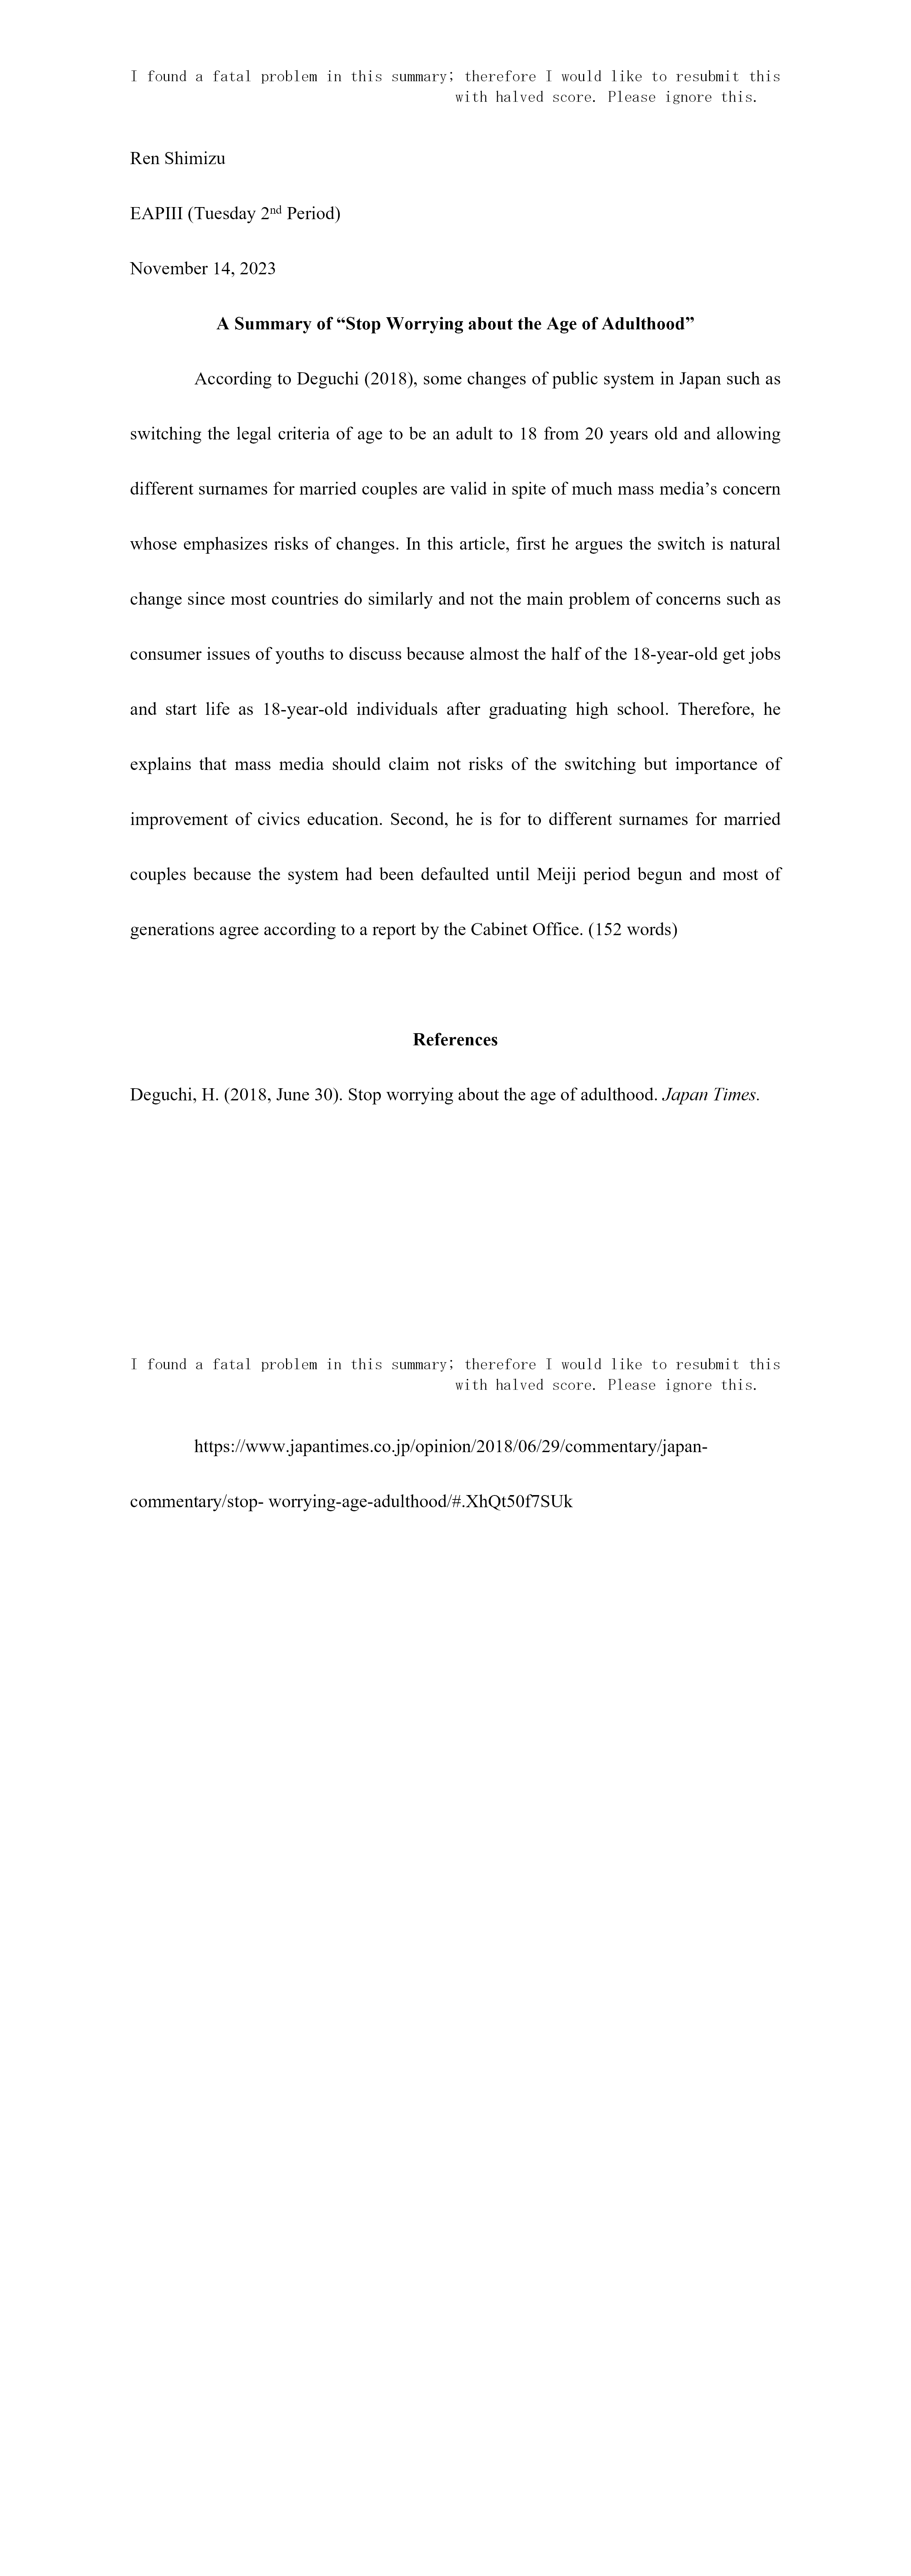 I found a fatal problem in this summary; therefore I would like to resubmit this
with halved score. Please ignore this.
Ren Shimizu
EAPIII (Tuesday 2nd Period)
November 14, 2023
A Summary of “Stop Worrying about the Age of Adulthood”
According to Deguchi (2018), some changes of public system in Japan such as
switching the legal criteria of age to be an adult to 18 from 20 years old and allowing
different surnames for married couples are valid in spite of much mass media’s concern
whose emphasizes risks of changes. In this article, first he argues the switch is natural
change since most countries do similarly and not the main problem of concerns such as
consumer issues of youths to discuss because almost the half of the 18-year-old get jobs
and start life as 18-year-old individuals after graduating high school. Therefore, he
explains that mass media should claim not risks of the switching but importance of
improvement of civics education. Second, he is for to different surnames for married
couples because the system had been defaulted until Meiji period begun and most of
generations agree according to a report by the Cabinet Office. (152 words)
References
Deguchi, H. (2018, June 30). Stop worrying about the age of adulthood. Japan Times.
I found a fatal problem in this summary; therefore I would like to resubmit this
with halved score. Please ignore this.
https://www.japantimes.co.jp/opinion/2018/06/29/commentary/japan-
commentary/stop- worrying-age-adulthood/#.XhQt50f7SUk